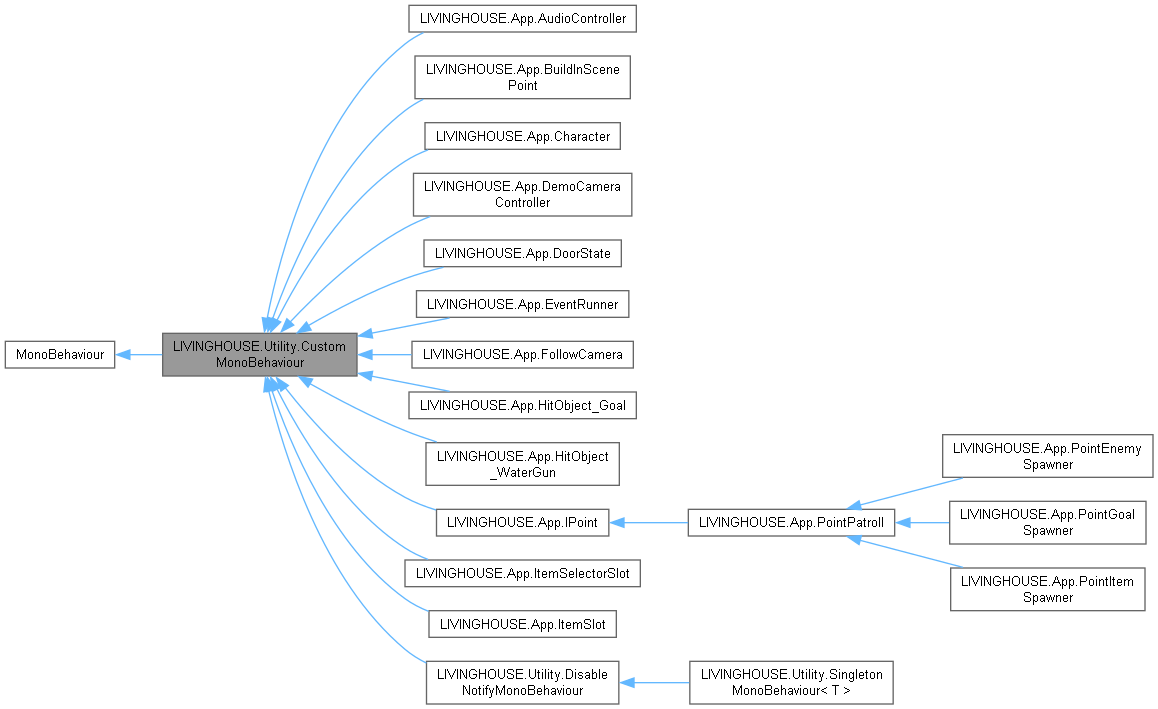 LIVINGHOUSE.App.AudioController
LIVINGHOUSE.App.BuildInScene
Point
LIVINGHOUSE.App.Character
LIVINGHOUSE.App.DemoCamera
Controller
LIVINGHOUSE.App.DoorState
LIVINGHOUSE.App.EventRunner
MonoBehaviour
LIVINGHOUSE.Utility.Custom
MonoBehaviour
LIVINGHOUSE.App.FollowCamera
LIVINGHOUSE.App.HitObject_Goal
LIVINGHOUSE.App.HitObject
_WaterGun
LIVINGHOUSE.App.IPoint
LIVINGHOUSE.App.PointPatroll
LIVINGHOUSE.App.PointEnemy
Spawner
LIVINGHOUSE.App.PointGoal
Spawner
LIVINGHOUSE.App.PointItem
Spawner
LIVINGHOUSE.App.ItemSelectorSlot
LIVINGHOUSE.App.ItemSlot
LIVINGHOUSE.Utility.Disable
NotifyMonoBehaviour
LIVINGHOUSE.Utility.Singleton
MonoBehaviour< T >